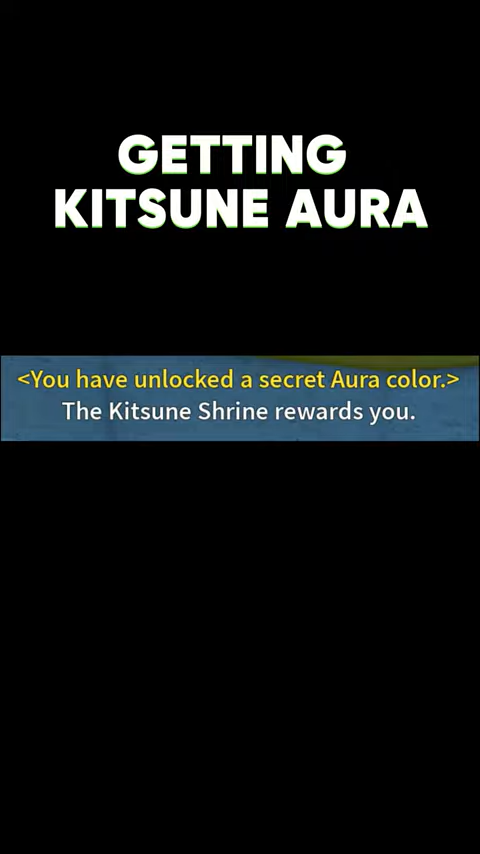 GETTING
KITSUNE AURA
<You have unlocked a secret Aura color.>
The Kitsune Shrine rewards you.